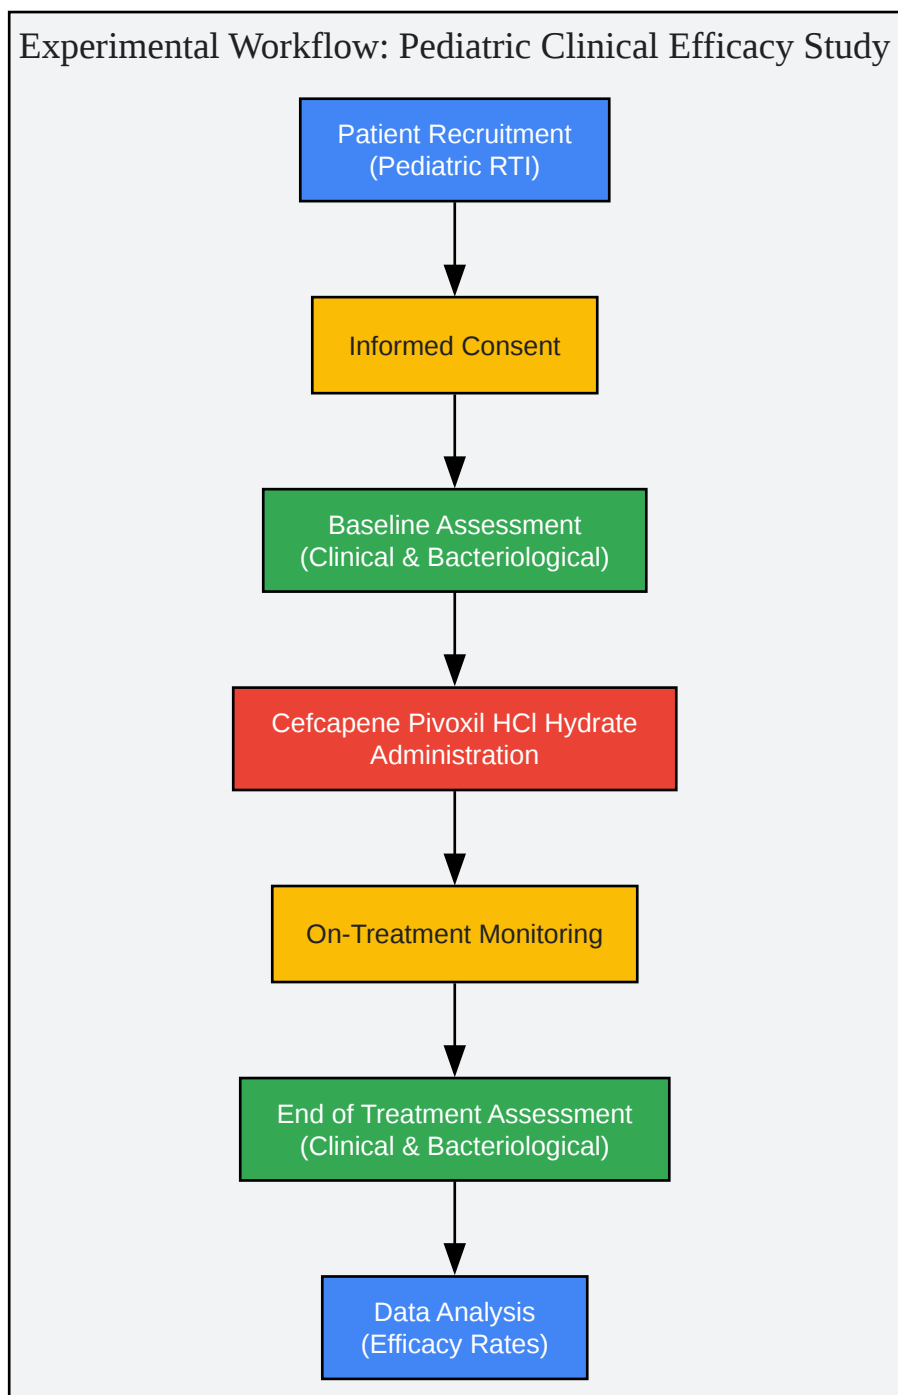 Experimental Workflow: Pediatric Clinical Efficacy Study
Patient Recruitment
(Pediatric RTI)
Informed Consent
Baseline Assessment
(Clinical & Bacteriological)
Cefcapene Pivoxil HCl Hydrate
Administration
On-Treatment Monitoring
End of Treatment Assessment
(Clinical & Bacteriological)
Data Analysis
(Efficacy Rates)